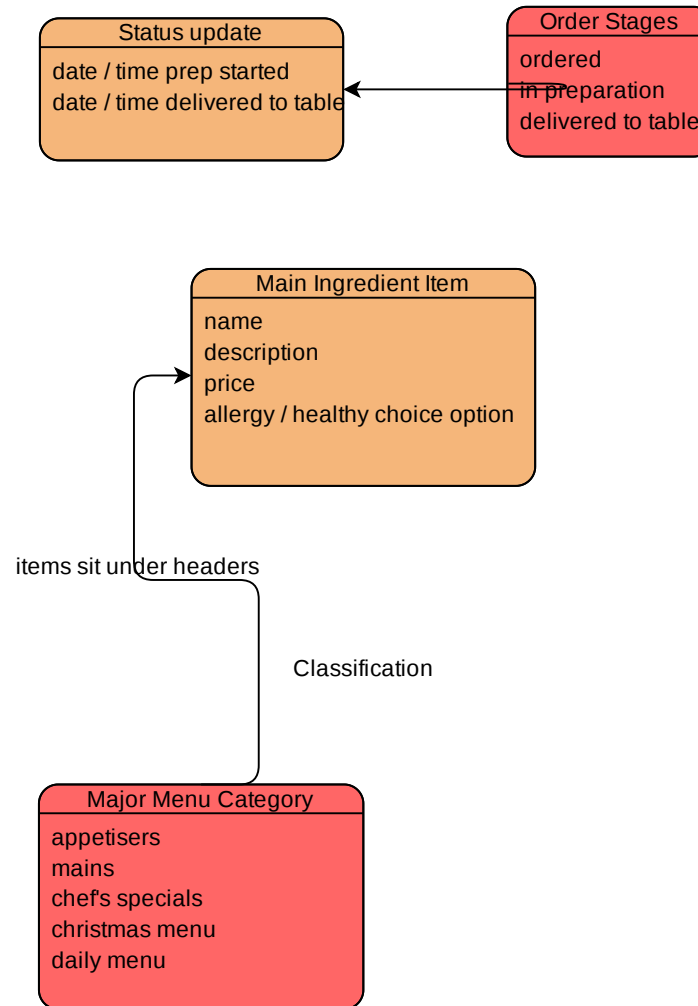 Status update
date / time prep started
date / time delivered to table
Order Stages
ordered
in preparation
delivered to table
Main Ingredient Item
name
description
price
allergy / healthy choice option
items sit under headers
Classification
Major Menu Category
appetisers
mains
chef's specials
christmas menu
daily menu